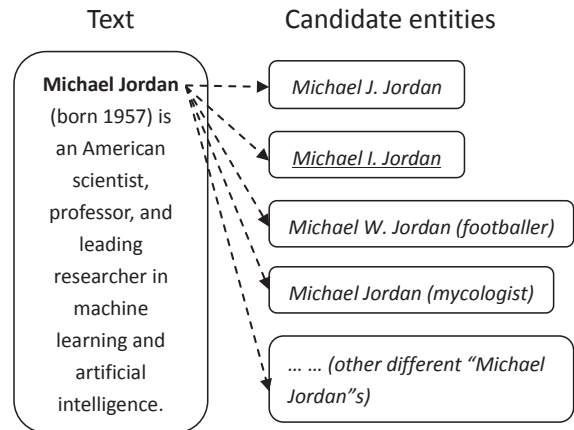 Text
Candidate entities
Michael Jordan
(born 1957) is
an American
scientist,
professor, and
leading
researcher in
machine
learning and
artificial
intelligence.
Michael J. Jordan
Michael I. Jordan
Michael W. Jordan (footballer)
Michael Jordan (mycologist)
... ... (other different “Michael
Jordan”s)